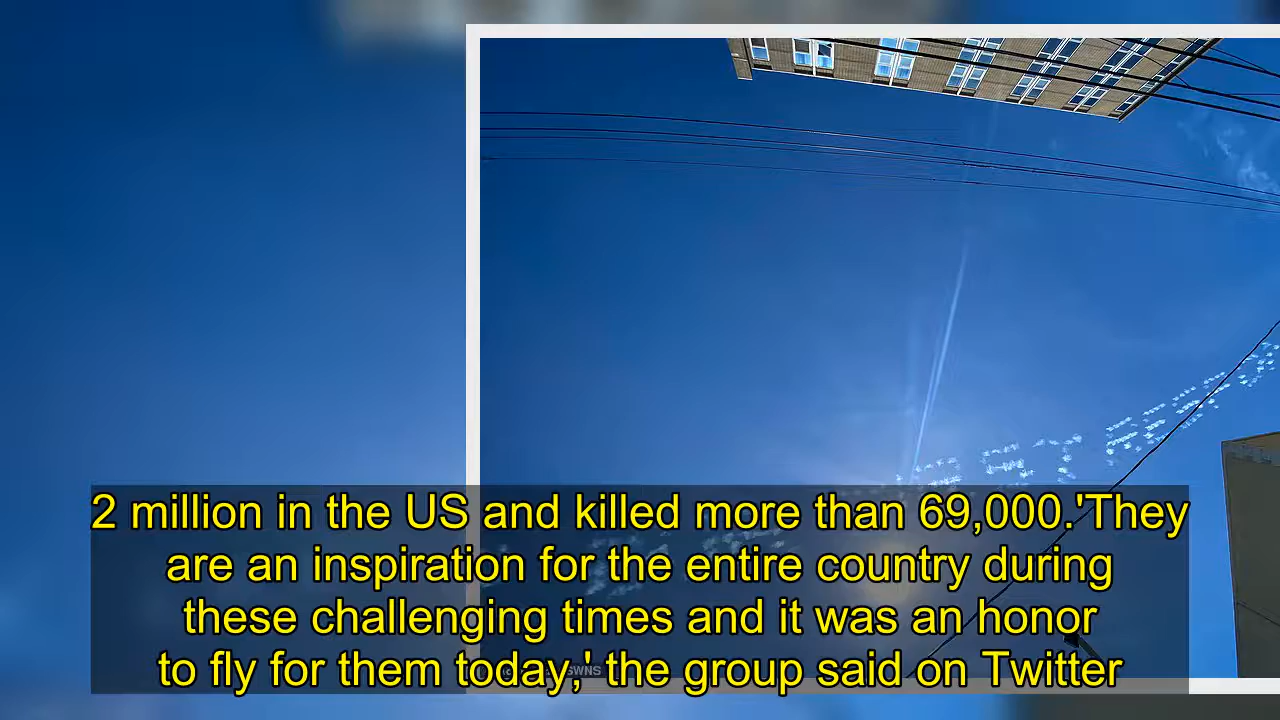 2 million in the US and killed more than 69,000.'They
are an inspiration for the entire country during
these challenging times and it was an honor
to fly for them today,' the group said on Twitter
SWNS